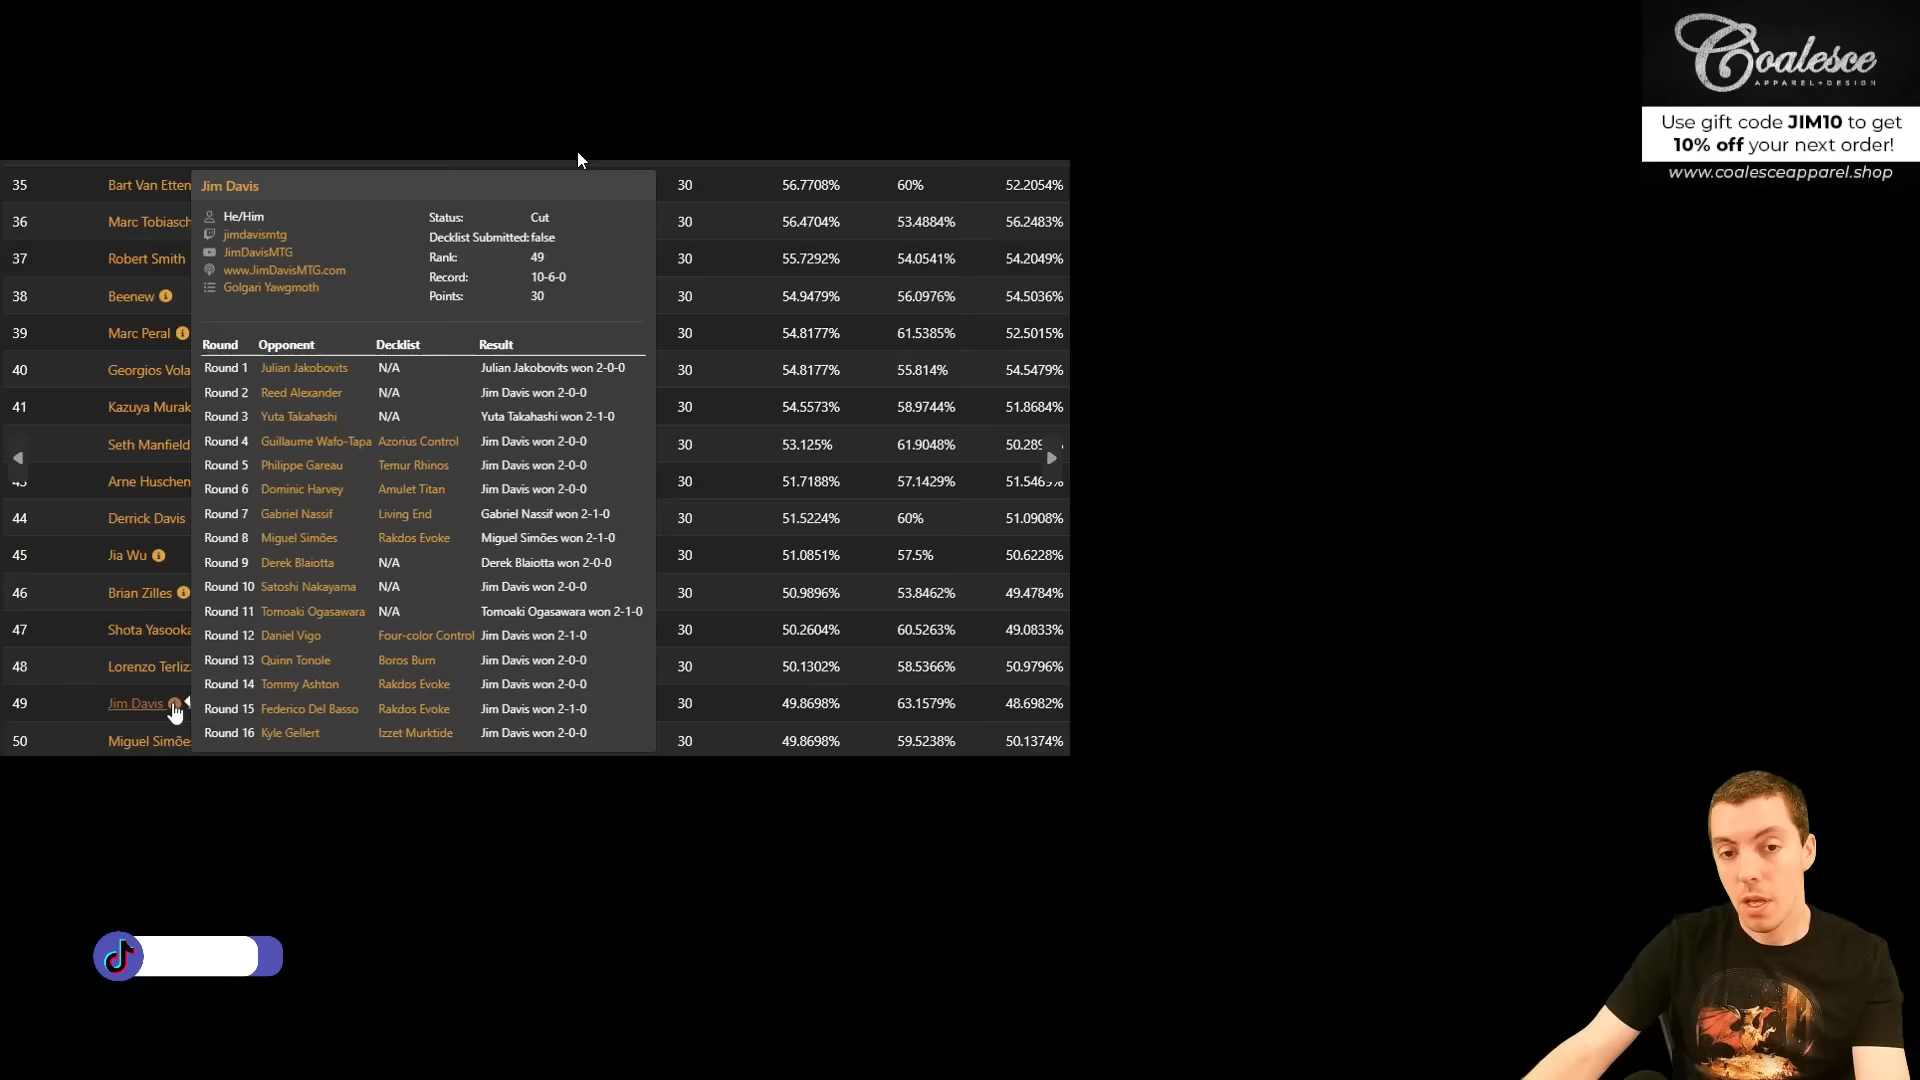 Coalesce
APPAREL+DESIGN
Use gift code JIM10 to get
10% off your next order!
www.coalesceapparel.shop
35 Bart Van Etten 30 56.7708% 60% 52.2054%
36 Marc Tobiasch 30 56.4704% 53.4884% 56.2483%
37 Robert Smith 30 55.7292% 54.0541% 54.2049%
38 Beenew 30 54.9479% 56.0976% 54.5036%
39 Marc Peral 30 54.8177% 61.5385% 52.5015%
40 Georgios Vola 30 54.8177% 55.814% 54.5479%
41 Kazuya Murak 30 54.5573% 58.9744% 51.8684%
Seth Manfield 30 53.125% 61.9048%
Arne Huschen 30 51.7188% 57.1429%
44 Derrick Davis 30 51.5224% 60% 51.0908%
45 Jia Wu 30 51.0851% 57.5% 50.6228%
46 Brian Zilles 30 50.9896% 53.8462% 49.4784%
47 Shota Yasooka 30 50.2604% 60.5263% 49.0833%
48 Lorenzo Terliz 30 50.1302% 58.5366% 50.9796%
49 Jim Davis 30 49.8698% 63.1579% 48.6982%
50 Miguel Simões 30 49.8698% 59.5238% 50.1374%
Jim Davis
He/Him
jimdavismtg
JimDavisMTG
www.JimDavisMTG.com
Golgari Yawgmoth
Status: Cut
Decklist Submitted: false
Rank: 49
Record: 10-6-0
Points: 30
Round Opponent Decklist Result
Round 1 Julian Jakobovits N/A Julian Jakobovits won 2-0-0
Round 2 Reed Alexander N/A Jim Davis won 2-0-0
Round 3 Yuta Takahashi N/A Yuta Takahashi won 2-1-0
Round 4 Guillaume Wafo-Tapa Azorius Control Jim Davis won 2-0-0
Round 5 Philippe Gareau Temur Rhinos Jim Davis won 2-0-0
Round 6 Dominic Harvey Amulet Titan Jim Davis won 2-0-0
Round 7 Gabriel Nassif Living End Gabriel Nassif won 2-1-0
Round 8 Miguel Simões Rakdos Evoke Miguel Simões won 2-1-0
Round 9 Derek Blaiotta N/A Derek Blaiotta won 2-0-0
Round 10 Satoshi Nakayama N/A Jim Davis won 2-0-0
Round 11 Tomoaki Ogasawara N/A Tomoaki Ogasawara won 2-1-0
Round 12 Daniel Vigo Four-color Control Jim Davis won 2-1-0
Round 13 Quinn Tonole Boros Burn Jim Davis won 2-0-0
Round 14 Tommy Ashton Rakdos Evoke Jim Davis won 2-0-0
Round 15 Federico Del Basso Rakdos Evoke Jim Davis won 2-1-0
Round 16 Kyle Gellert Izzet Murktide Jim Davis won 2-0-0